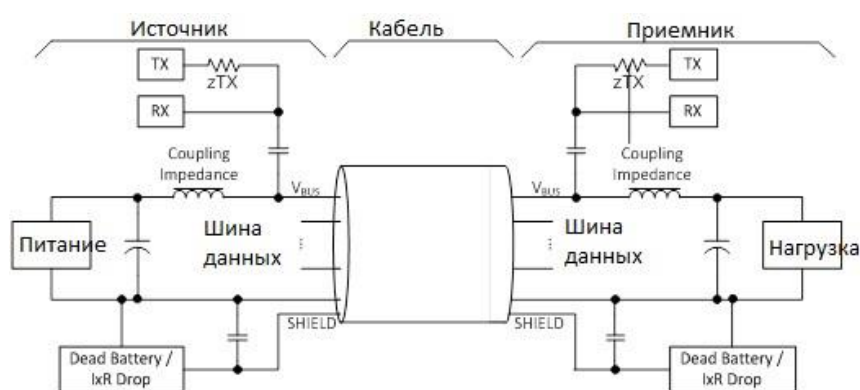 Источник
Кабель
Приемник
TX
zTX
RX
TX
zTX
RX
Coupling
Impedance
Coupling
Impedance
VBUS
VBUS
Питание
Шина
данных
Шина
данных
Нагрузка
SHIELD
SHIELD
Dead Battery /
IxR Drop
Dead Battery /
IxR Drop